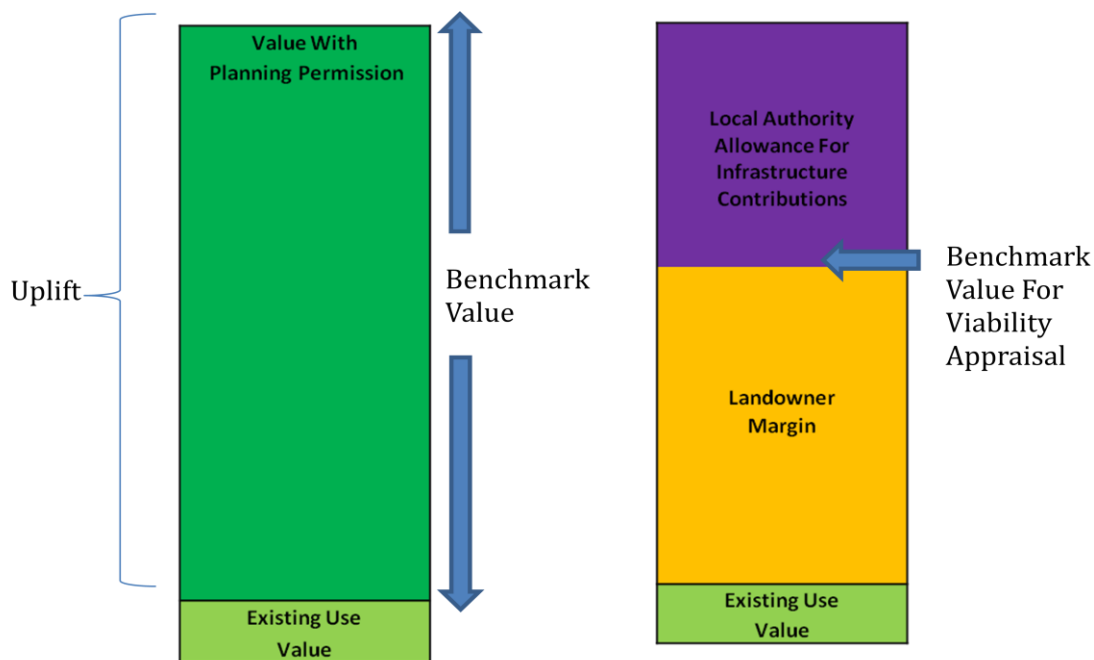 Value With
Planning Permission
Uplift
Benchmark
Value
Existing Use
Value
Local Authority
Allowance For
Infrastructure
Contributions
Benchmark
Value For
Viability
Appraisal
Landowner
Margin
Existing Use
Value